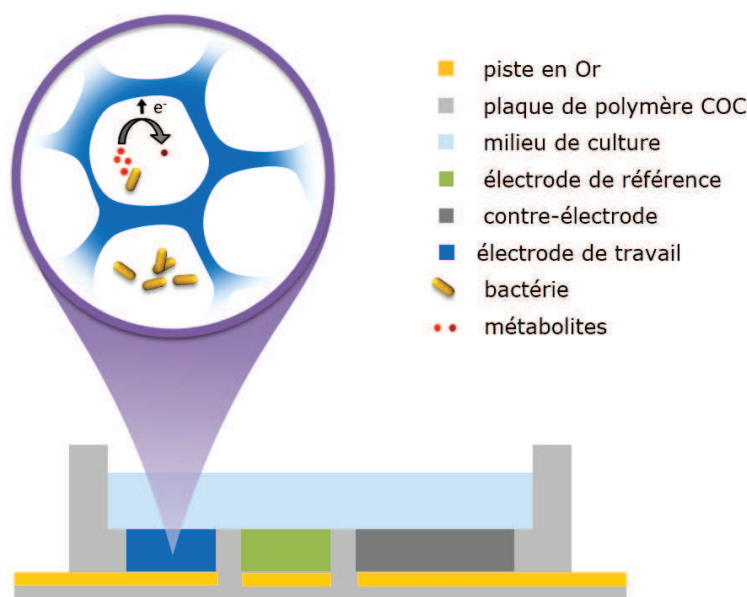 e-
piste en Or
plaque de polymère COC
milieu de culture
électrode de référence
contre-électrode
électrode de travail
bactérie
métabolites